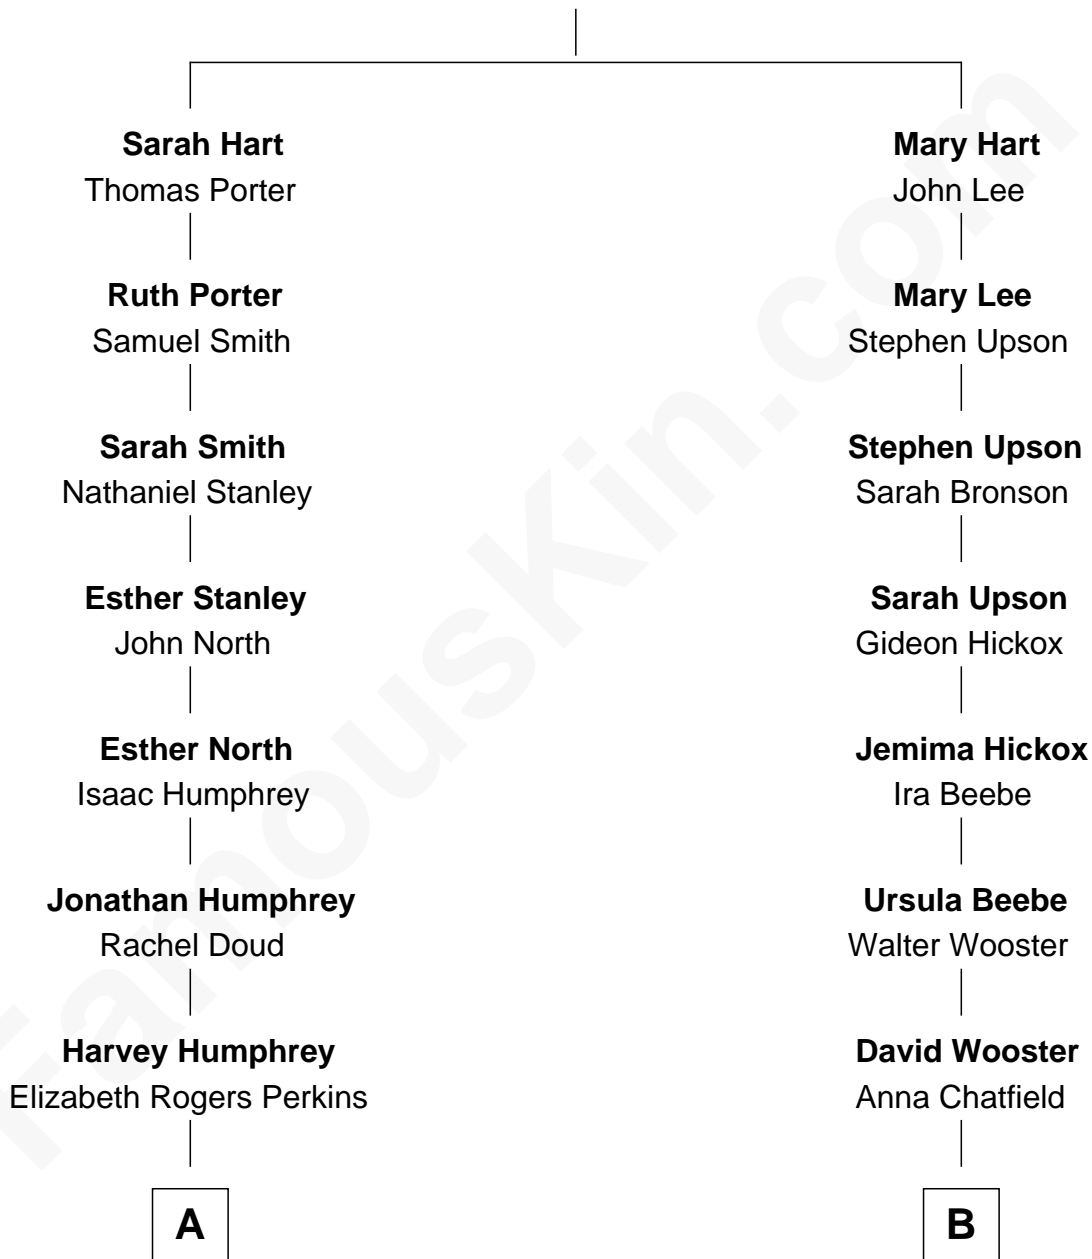 Sarah Hart
Thomas Porter
Ruth Porter
Samuel Smith
Sarah Smith
Nathaniel Stanley
Esther Stanley
John North
Esther North
Isaac Humphrey
Jonathan Humphrey
Rachel Doud
Harvey Humphrey
Elizabeth Rogers Perkins
A
Mary Hart
John Lee
Mary Lee
Stephen Upson
Stephen Upson
Sarah Bronson
Sarah Upson
Gideon Hickox
Jemima Hickox
Ira Beebe
Ursula Beebe
Walter Wooster
David Wooster
Anna Chatfield
B
FamousKin.com